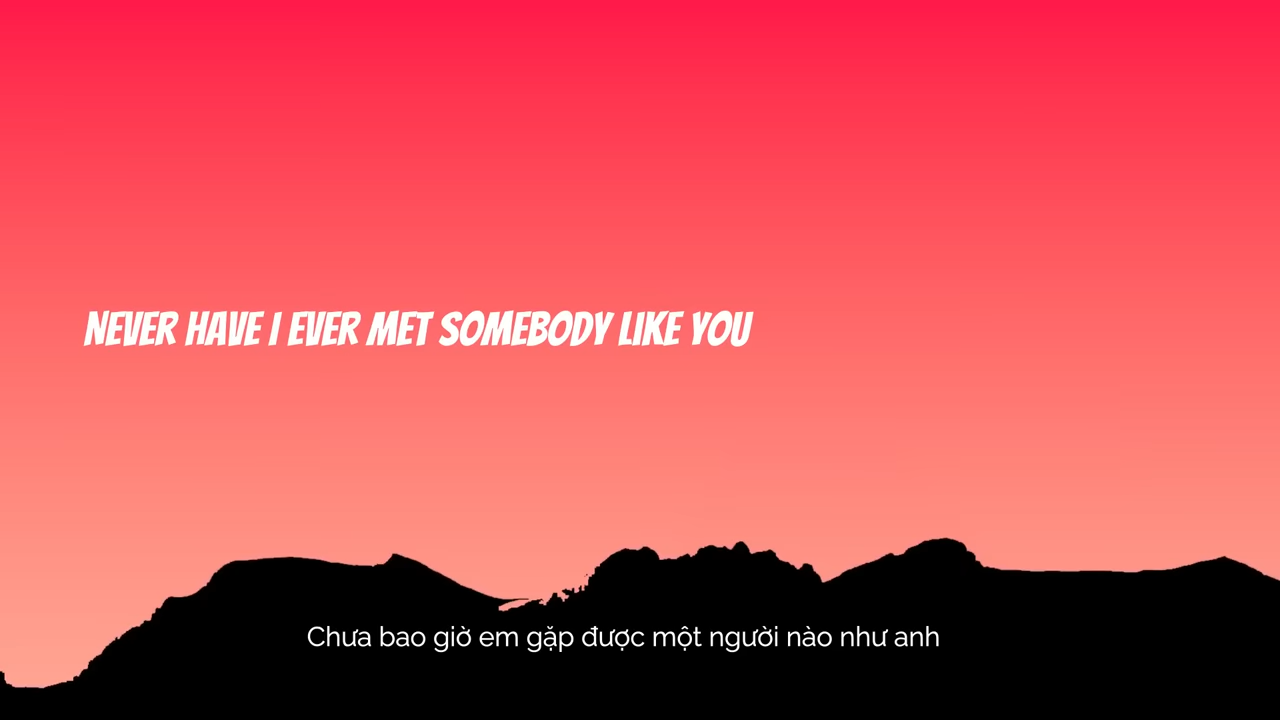 NEVER HAVE I EVER MET SOMEBODY LIKE YOU
Chưa bao giờ em gặp được một người nào như anh